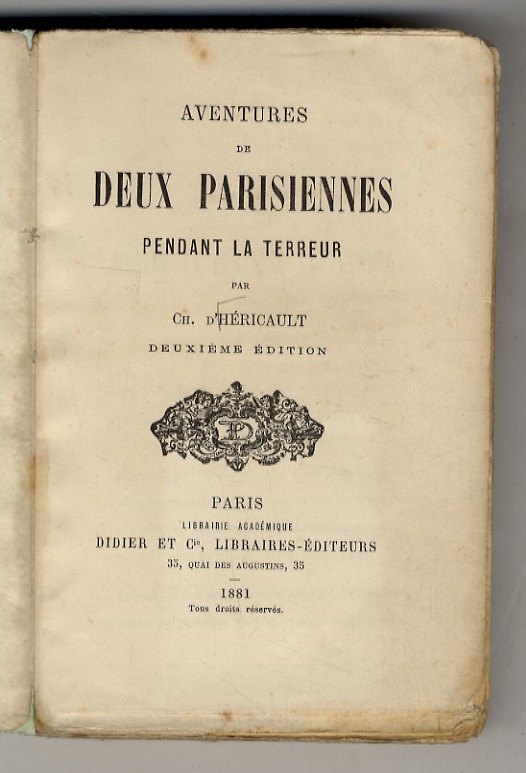 AVENTURES
DE
DEUX PARISIENNES
PENDANT LA TERREUR
PAR
CH. D'HÉRICAULT
DEUXIÈME ÉDITION
PARIS
LIBRAIRIE ACADÉMIQUE
DIDIER ET Cie, LIBRAIRES-ÉDITEURS
35, QUAI DES AUGUSTINS, 35
1881
Tous droits réservés.